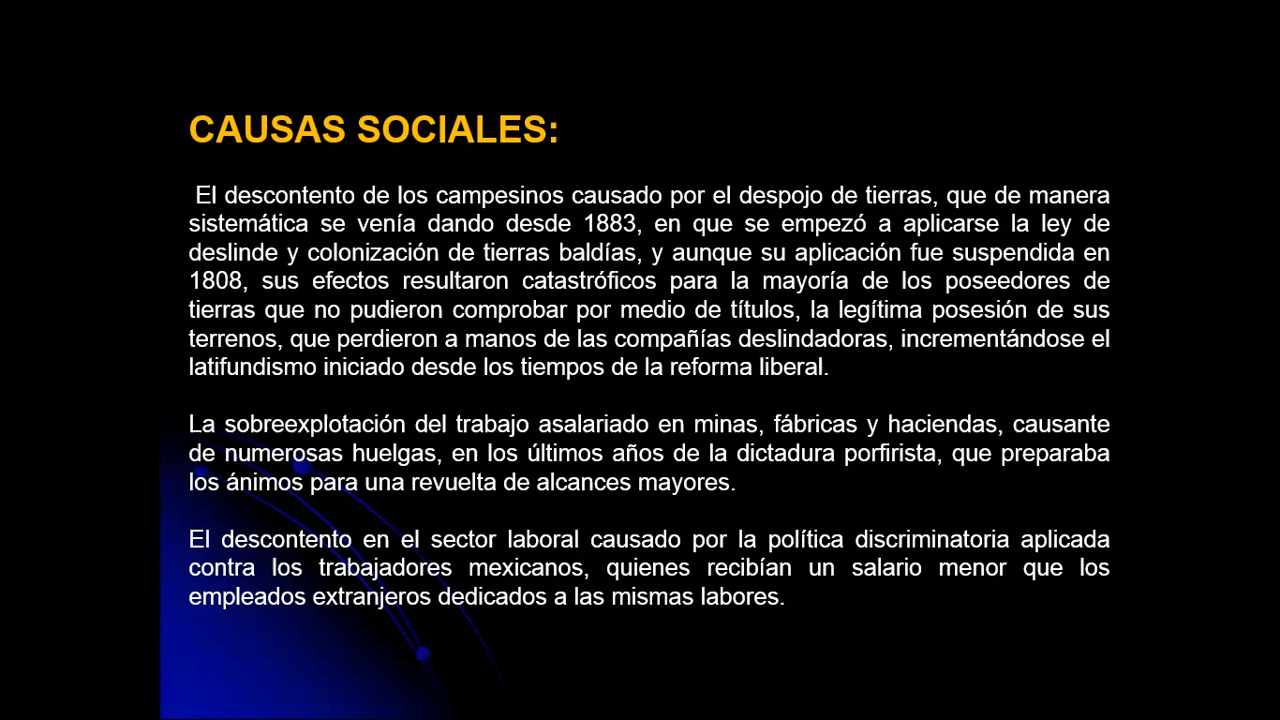 CAUSAS SOCIALES:
El descontento de los campesinos causado por el despojo de tierras, que de manera
sistemática se venía dando desde 1883, en que se empezó a aplicarse la ley de
deslinde y colonización de tierras baldías, y aunque su aplicación fue suspendida en
1808, sus efectos resultaron catastróficos para la mayoría de los poseedores de
tierras que no pudieron comprobar por medio de títulos, la legítima posesión de sus
terrenos, que perdieron a manos de las compañías deslindadoras, incrementándose el
latifundismo iniciado desde los tiempos de la reforma liberal.
La sobreexplotación del trabajo asalariado en minas, fábricas y haciendas, causante
de numerosas huelgas, en los últimos años de la dictadura porfirista, que preparaba
los ánimos para una revuelta de alcances mayores.
El descontento en el sector laboral causado por la política discriminatoria aplicada
contra los trabajadores mexicanos, quienes recibían un salario menor que los
empleados extranjeros dedicados a las mismas labores.